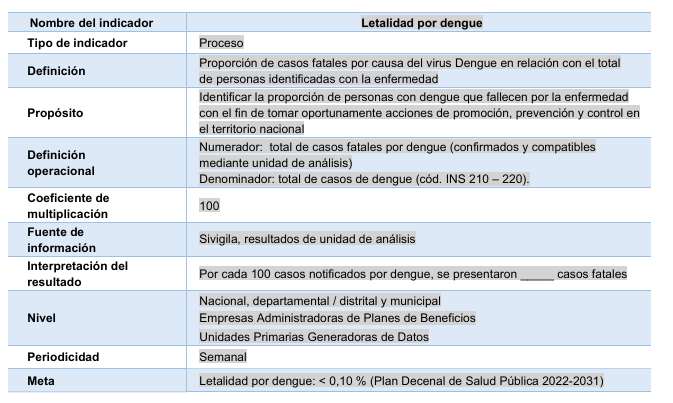 Nombre del indicador
Letalidad por dengue
Tipo de indicador
Proceso
Definición
Proporción de casos fatales por causa del virus Dengue en relación con el total
de personas identificadas con la enfermedad
Propósito
Identificar la proporción de personas con dengue que fallecen por la enfermedad
con el fin de tomar oportunamente acciones de promoción, prevención y control en
el territorio nacional
Definición
operacional
Numerador: total de casos fatales por dengue (confirmados y compatibles
mediante unidad de análisis)
Denominador: total de casos de dengue (cód. INS 210 – 220).
Coeficiente de
multiplicación
100
Fuente de
información
Sivigila, resultados de unidad de análisis
Interpretación del
resultado
Por cada 100 casos notificados por dengue, se presentaron _____ casos fatales
Nivel
Nacional, departamental / distrital y municipal
Empresas Administradoras de Planes de Beneficios
Unidades Primarias Generadoras de Datos
Periodicidad
Semanal
Meta
Letalidad por dengue: < 0,10 % (Plan Decenal de Salud Pública 2022-2031)